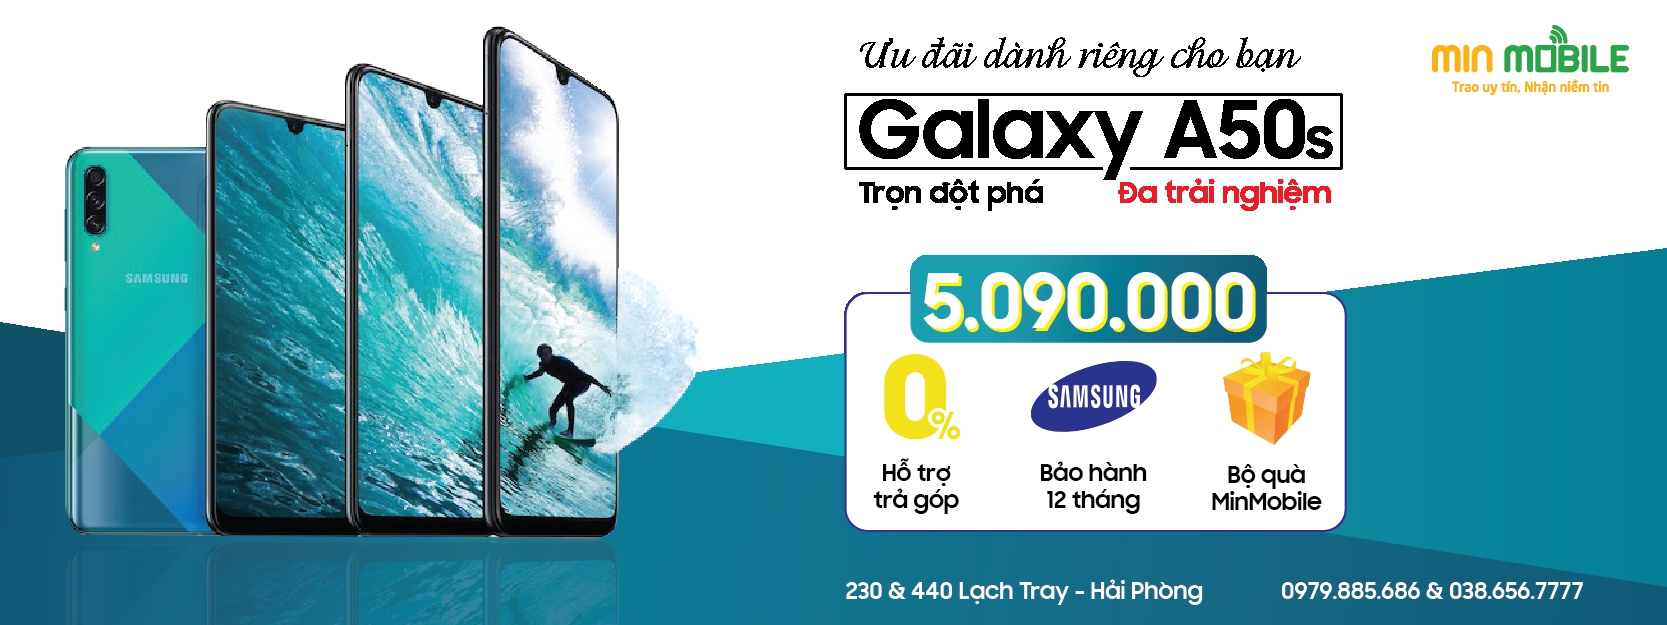 Ưu đãi dành riêng cho bạn
MIN MOBILE
Trao uy tín, Nhận niềm tin
Galaxy A50s
Trọn đột phá Đa trải nghiệm
SAMSUNG
5.090.000
0%
Hỗ trợ
trả góp
SAMSUNG
Bảo hành
12 tháng
Bộ quà
MinMobile
230 & 440 Lạch Tray - Hải Phòng
0979.885.686 & 038.656.7777